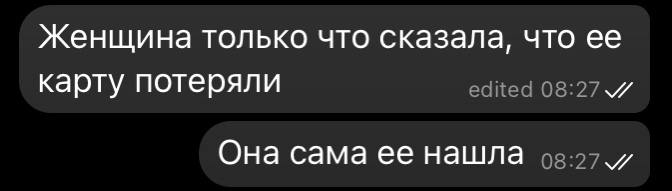 Женщина только что сказала, что ее
карту потеряли
edited 08:27
Она сама ее нашла 08:27